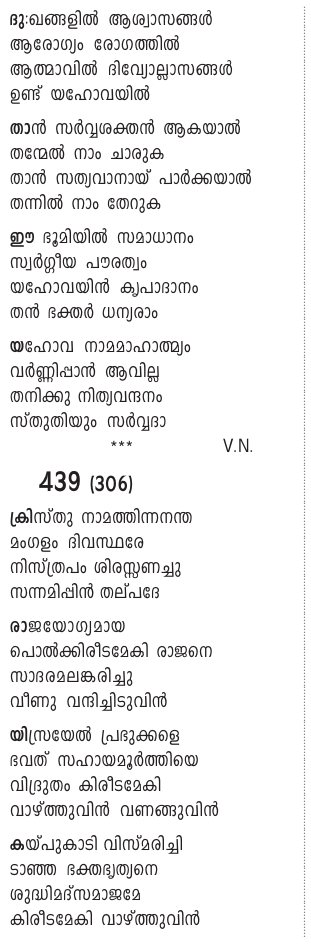 ദു:ഖങ്ങളിൽ ആശ്വാസങ്ങൾ
ആരോഗ്യം രോഗത്തിൽ
ആത്മാവിൽ ദിവ്യോല്ലാസങ്ങൾ
ഉണ്ട് യഹോവയിൽ
താൻ സർവ്വശക്തൻ ആകയാൽ
തന്മേൽ നാം ചാരുക
താൻ സത്യവാനായ് പാർക്കയാൽ
തന്നിൽ നാം തേറുക
ഈ ഭൂമിയിൽ സമാധാനം
സ്വർഗ്ഗീയ പൗരത്വം
യഹോവയിൻ കൃപാദാനം
തൻ ഭക്തർ ധന്യരാം
യഹോവ നാമമാഹാത്മ്യം
വർണ്ണിപ്പാൻ ആവില്ല
തനിക്കു നിത്യവന്ദനം
സ്തുതിയും സർവ്വദാ
*** V.N.
439 (306)
ക്രിസ്തു നാമത്തിന്നനന്ത
മംഗളം ദിവസ്ഥരേ
നിസ്ത്രപം ശിരസ്സണച്ചു
സന്നമിപ്പിൻ തല്പദേ
രാജയോഗ്യമായ
പൊൽക്കിരീടമേകി രാജനെ
സാദരമലങ്കരിച്ചു
വീണു വന്ദിച്ചിടുവിൻ
യിസ്രയേൽ പ്രഭുക്കളെ
ഭവത് സഹായമൂർത്തിയെ
വിദ്രുതം കിരീടമേകി
വാഴ്ത്തുവിൻ വണങ്ങുവിൻ
കയ്പുകാടി വിസ്മരിച്ചി
ടാഞ്ഞ ഭക്തഭൃത്യനെ
ശുദ്ധിമദ്സമാജമേ
കിരീടമേകി വാഴ്ത്തുവിൻ